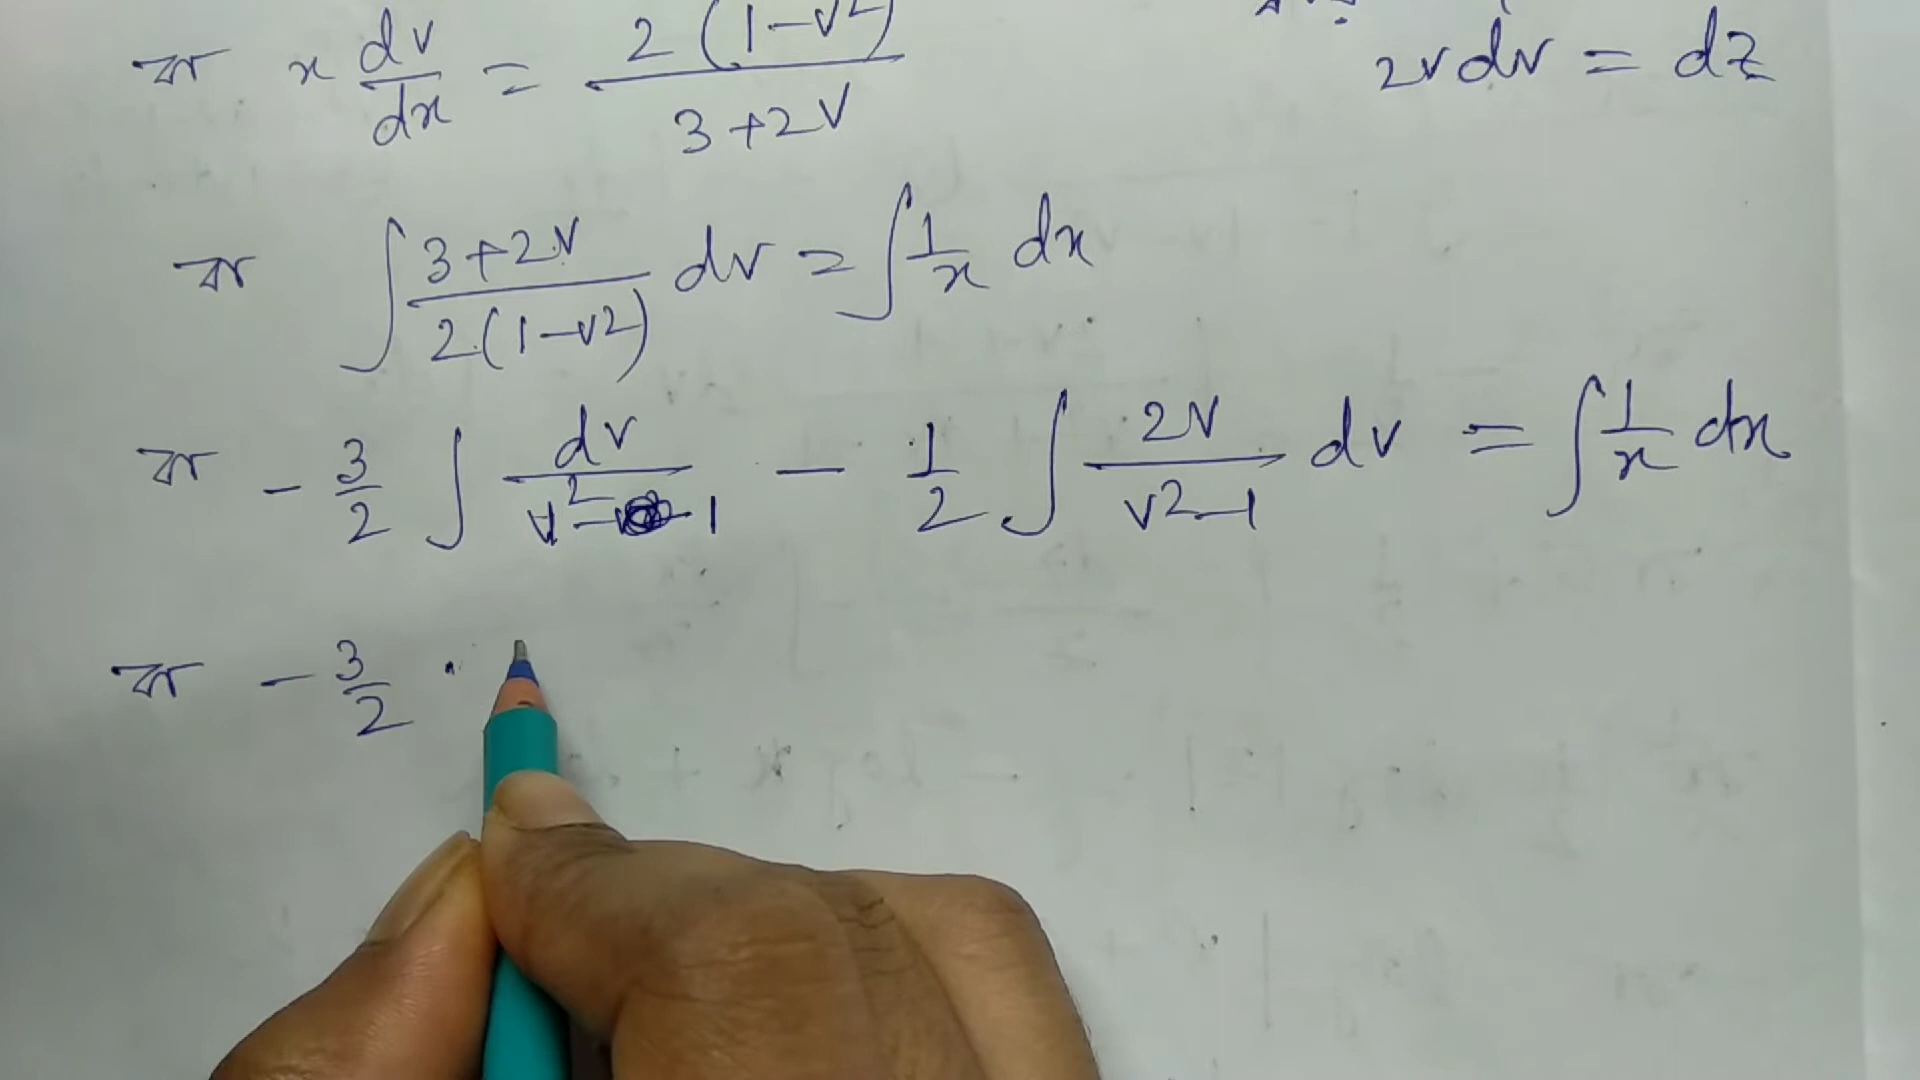 বা x dv/dx = 2(1-v²)/3+2v
2v dv = dz
বা ∫ 3+2v/2(1-v²) dv = ∫ 1/x dx
বা - 3/2 ∫ dv/v²-1 - 1/2 ∫ 2v/v²-1 dv = ∫ 1/x dx
বা - 3/2 ·